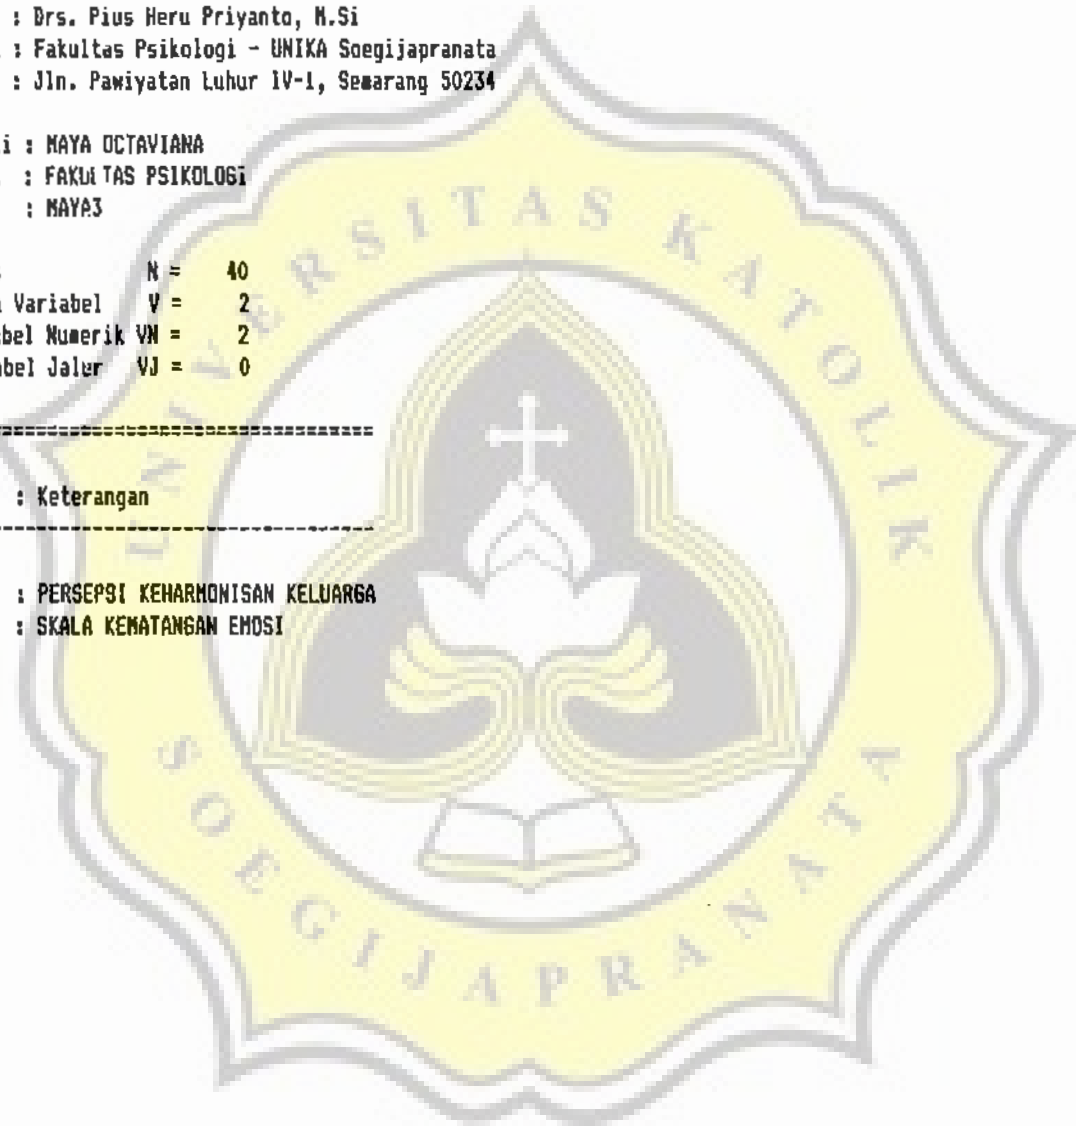 : Drs. Pius Heru Priyanto, M.Si
: Fakultas Psikologi - UNIKA Soegijapranata
: Jln. Pawiyatan Luhur IV-1, Semarang 50234
i : MAYA OCTAVIANA
: FAKULTAS PSIKOLOGI
: MAYA3
N = 40
Variabel V = 2
bel Numerik VN = 2
bel Jalur VJ = 0
: Keterangan
: PERSEPSI KEHARMONISAN KELUARGA
: SKALA KEMATANGAN EMOSI
UNIVERSITAS KATOLIK
SOEGIJAPRANATA